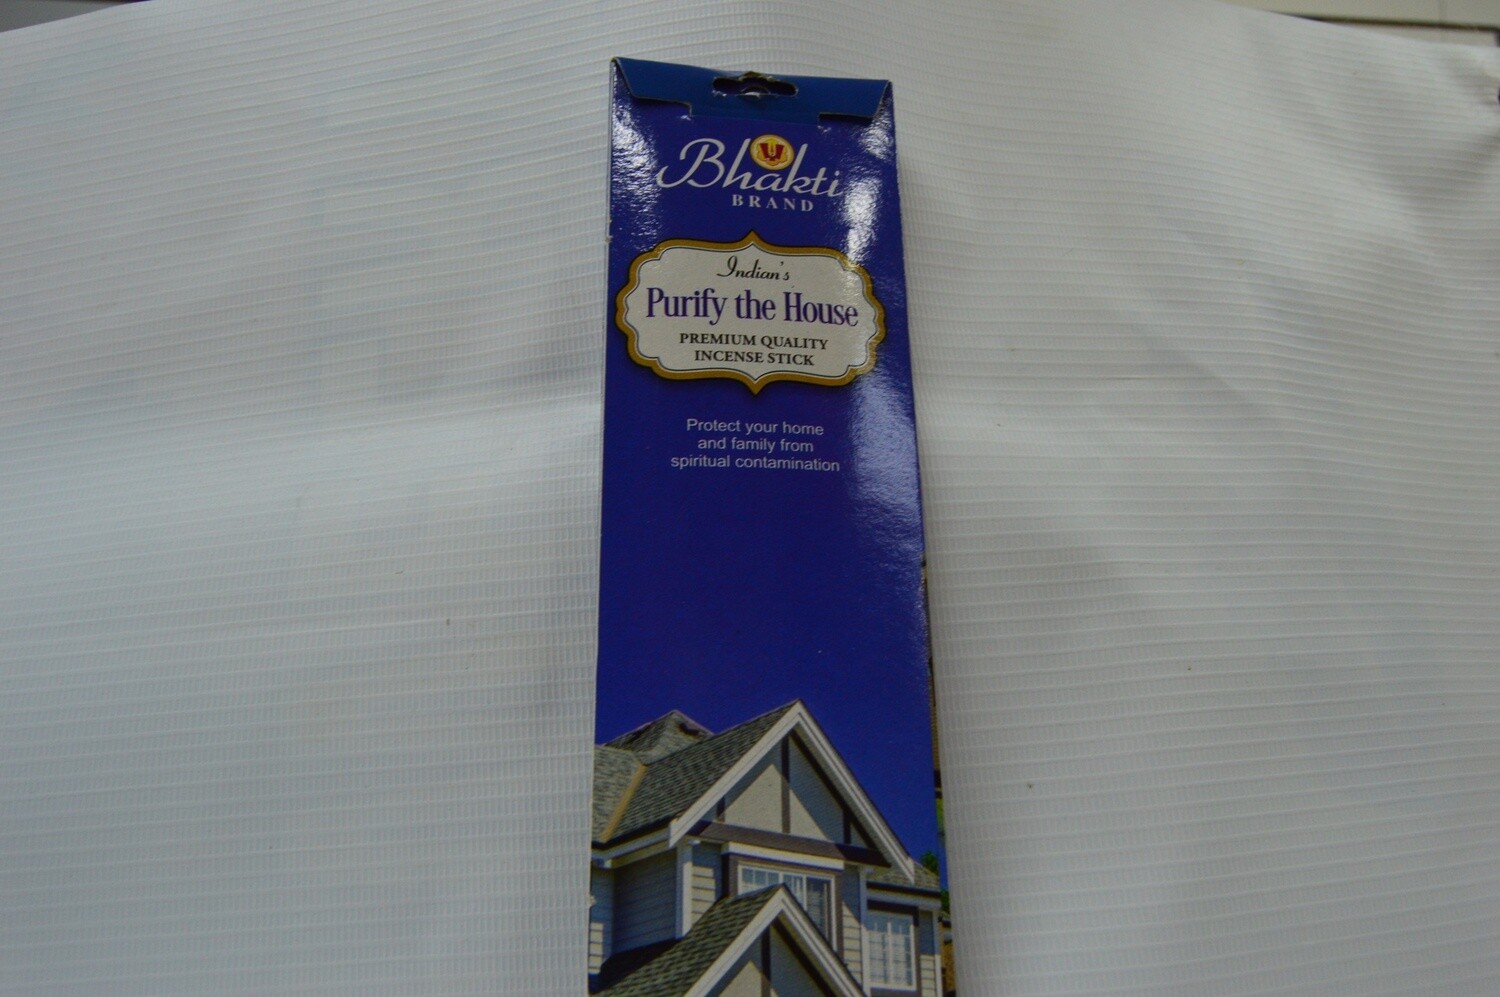 Bhakti
BRAND
Indian's
Purify the House
PREMIUM QUALITY
INCENSE STICK
Protect your home
and family from
spiritual contamination